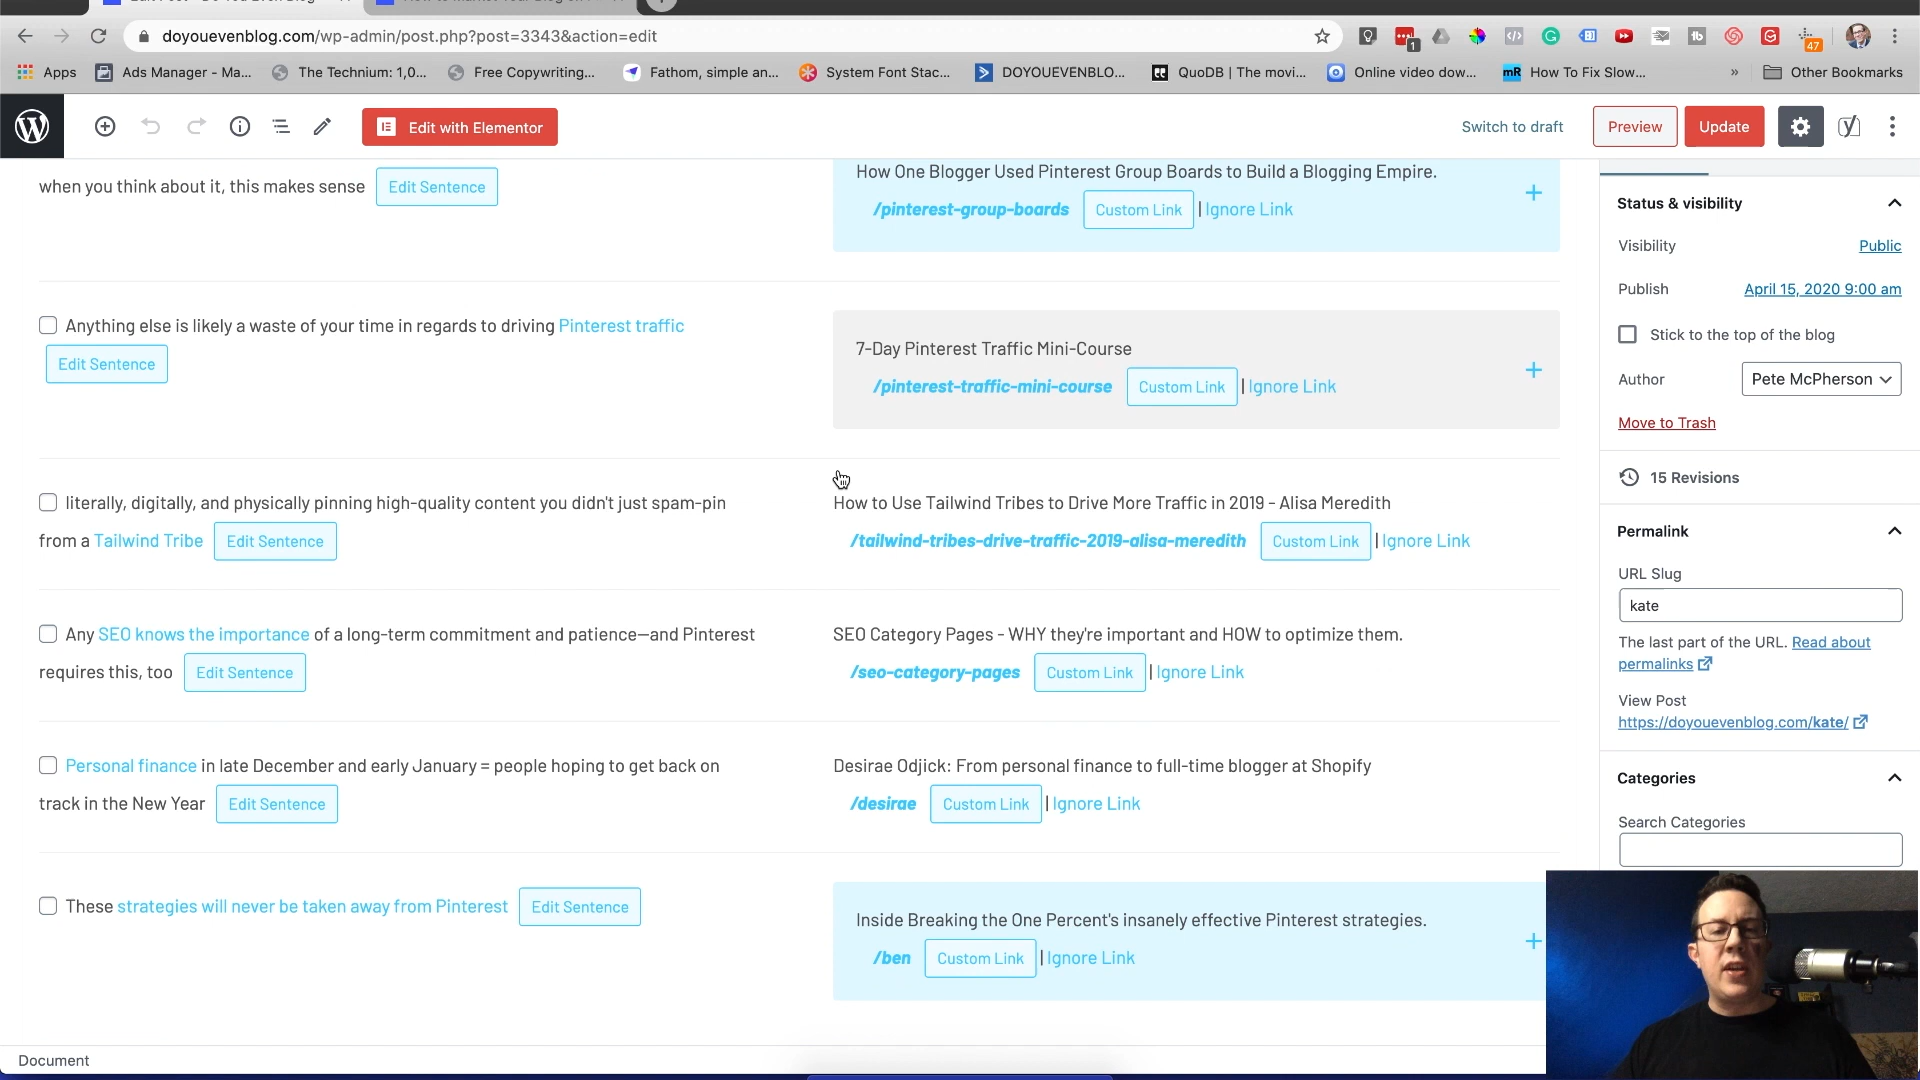 doyouevenblog.com/wp-admin/post.php?post=3343&action=edit
1
47
Apps
Ads Manager - Ma...
The Technium: 1,0...
Free Copywriting...
Fathom, simple an...
System Font Stac...
DOYOUEVENBLO...
QuoDB | The movi...
Online video dow...
mR How To Fix Slow...
»
Other Bookmarks
Edit with Elementor
Switch to draft
Preview
Update
when you think about it, this makes sense Edit Sentence
How One Blogger Used Pinterest Group Boards to Build a Blogging Empire.
/pinterest-group-boards Custom Link | Ignore Link
+
Anything else is likely a waste of your time in regards to driving Pinterest traffic
Edit Sentence
7-Day Pinterest Traffic Mini-Course
/pinterest-traffic-mini-course Custom Link | Ignore Link
+
literally, digitally, and physically pinning high-quality content you didn't just spam-pin
from a Tailwind Tribe Edit Sentence
How to Use Tailwind Tribes to Drive More Traffic in 2019 - Alisa Meredith
/tailwind-tribes-drive-traffic-2019-alisa-meredith Custom Link | Ignore Link
Any SEO knows the importance of a long-term commitment and patience—and Pinterest
requires this, too Edit Sentence
SEO Category Pages - WHY they're important and HOW to optimize them.
/seo-category-pages Custom Link | Ignore Link
Personal finance in late December and early January = people hoping to get back on
track in the New Year Edit Sentence
Desirae Odjick: From personal finance to full-time blogger at Shopify
/desirae Custom Link | Ignore Link
These strategies will never be taken away from Pinterest Edit Sentence
Inside Breaking the One Percent's insanely effective Pinterest strategies.
/ben Custom Link | Ignore Link
+
Status & visibility
Visibility Public
Publish April 15, 2020 9:00 am
Stick to the top of the blog
Author Pete McPherson
Move to Trash
15 Revisions
Permalink
URL Slug
kate
The last part of the URL. Read about
permalinks
View Post
https://doyouevenblog.com/kate/
Categories
Search Categories
Document